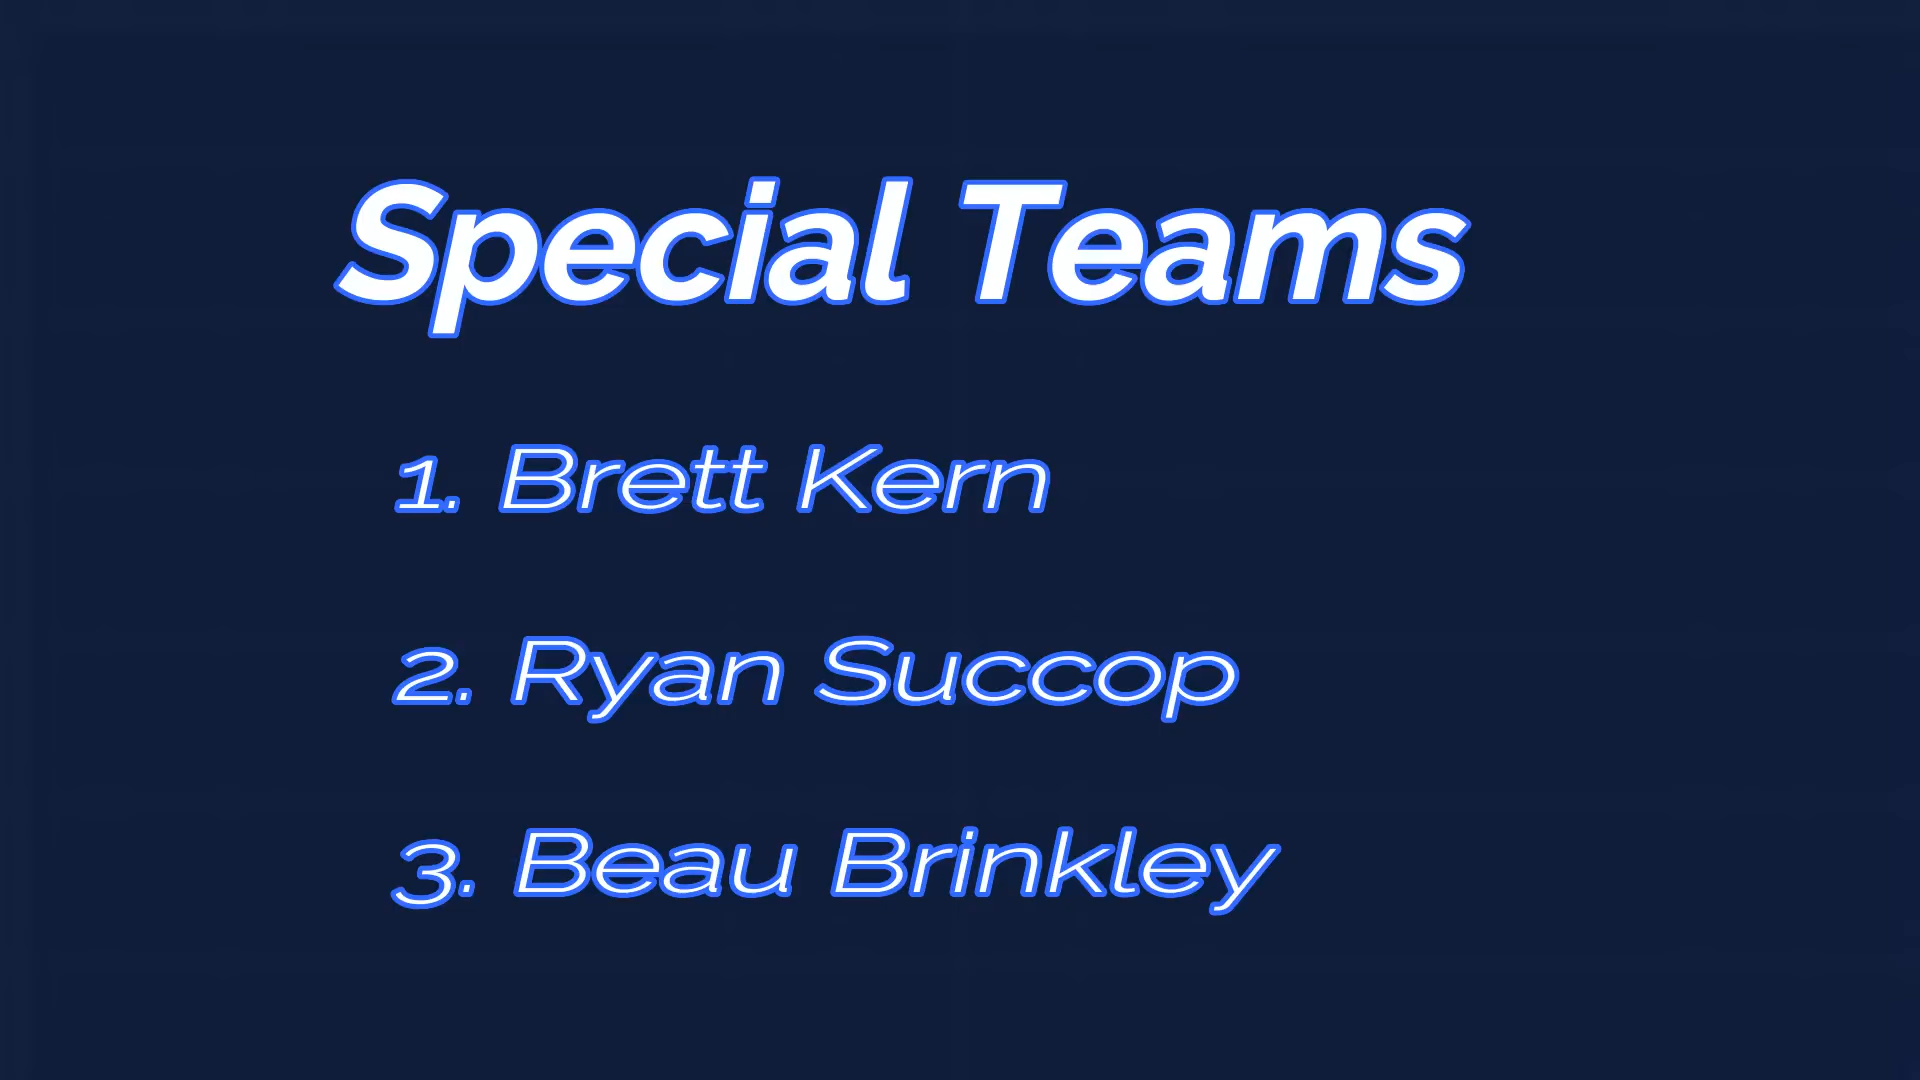 Special Teams
1. Brett Kern
2. Ryan Succop
3. Beau Brinkley